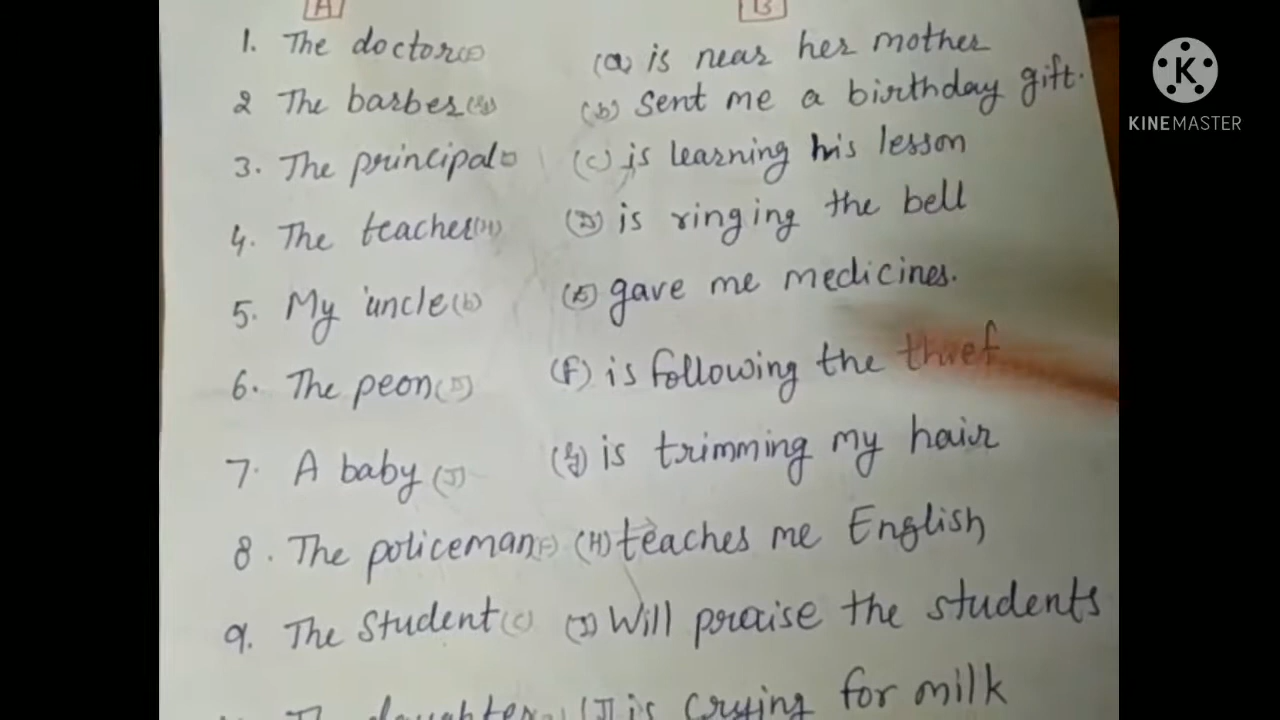 A B
1. The doctor (a) is near her mother
2 The barber (g) (b) sent me a birthday gift.
3. The principal (c) is learning his lesson
4. The teacher (H) (D) is ringing the bell
5. My uncle (b) (E) gave me medicines.
6. The peon (D) (F) is following the thief
7. A baby (J) (g) is trimming my hair
8. The policeman (F) (H) teaches me English
9. The Student (c) (I) Will praise the students
daughter (J) is crying for milk
K
KINEMASTER